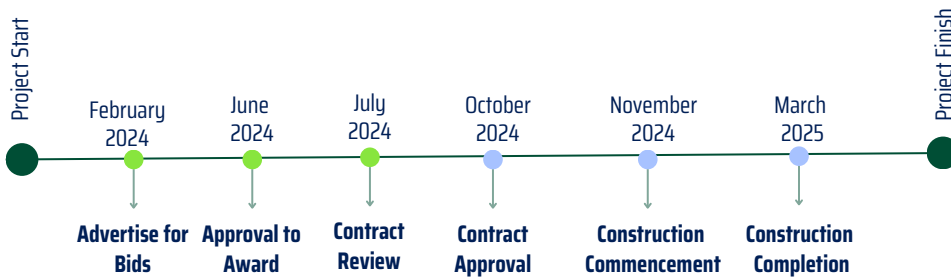 Project Start
February
2024
June
2024
July
2024
October
2024
November
2024
March
2025
Project Finish
Advertise for
Bids
Approval to
Award
Contract
Review
Contract
Approval
Construction
Commencement
Construction
Completion